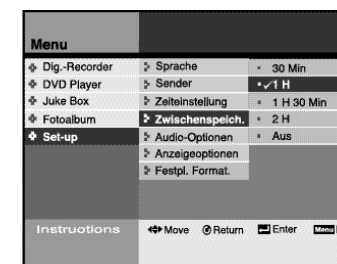 Menu
Dig.-Recorder
DVD Player
Juke Box
Fotoalbum
Set-up
Sprache
Sender
Zeiteinstellung
Zwischenspeich.
Audio-Optionen
Anzeigeoptionen
Festpl. Format.
30 Min
✓1 H
1 H 30 Min
2 H
Aus
Instructions
Move
Return
Enter
Menu